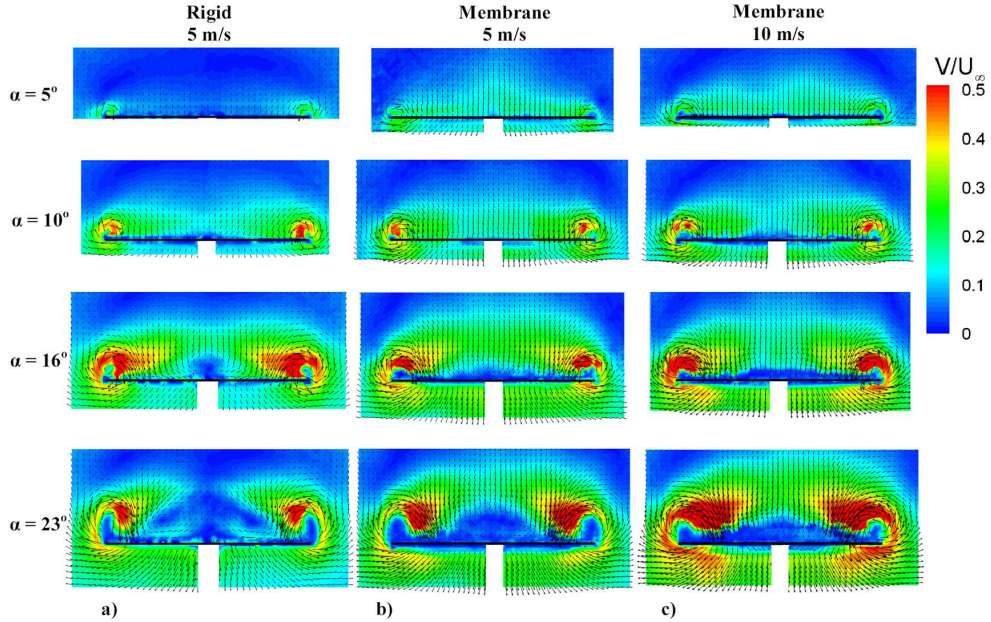 Rigid
5 m/s
Membrane
5 m/s
Membrane
10 m/s
V/U∞
0.5
0.4
0.3
0.2
0.1
0
α = 5°
α = 10°
α = 16°
α = 23°
a)
b)
c)